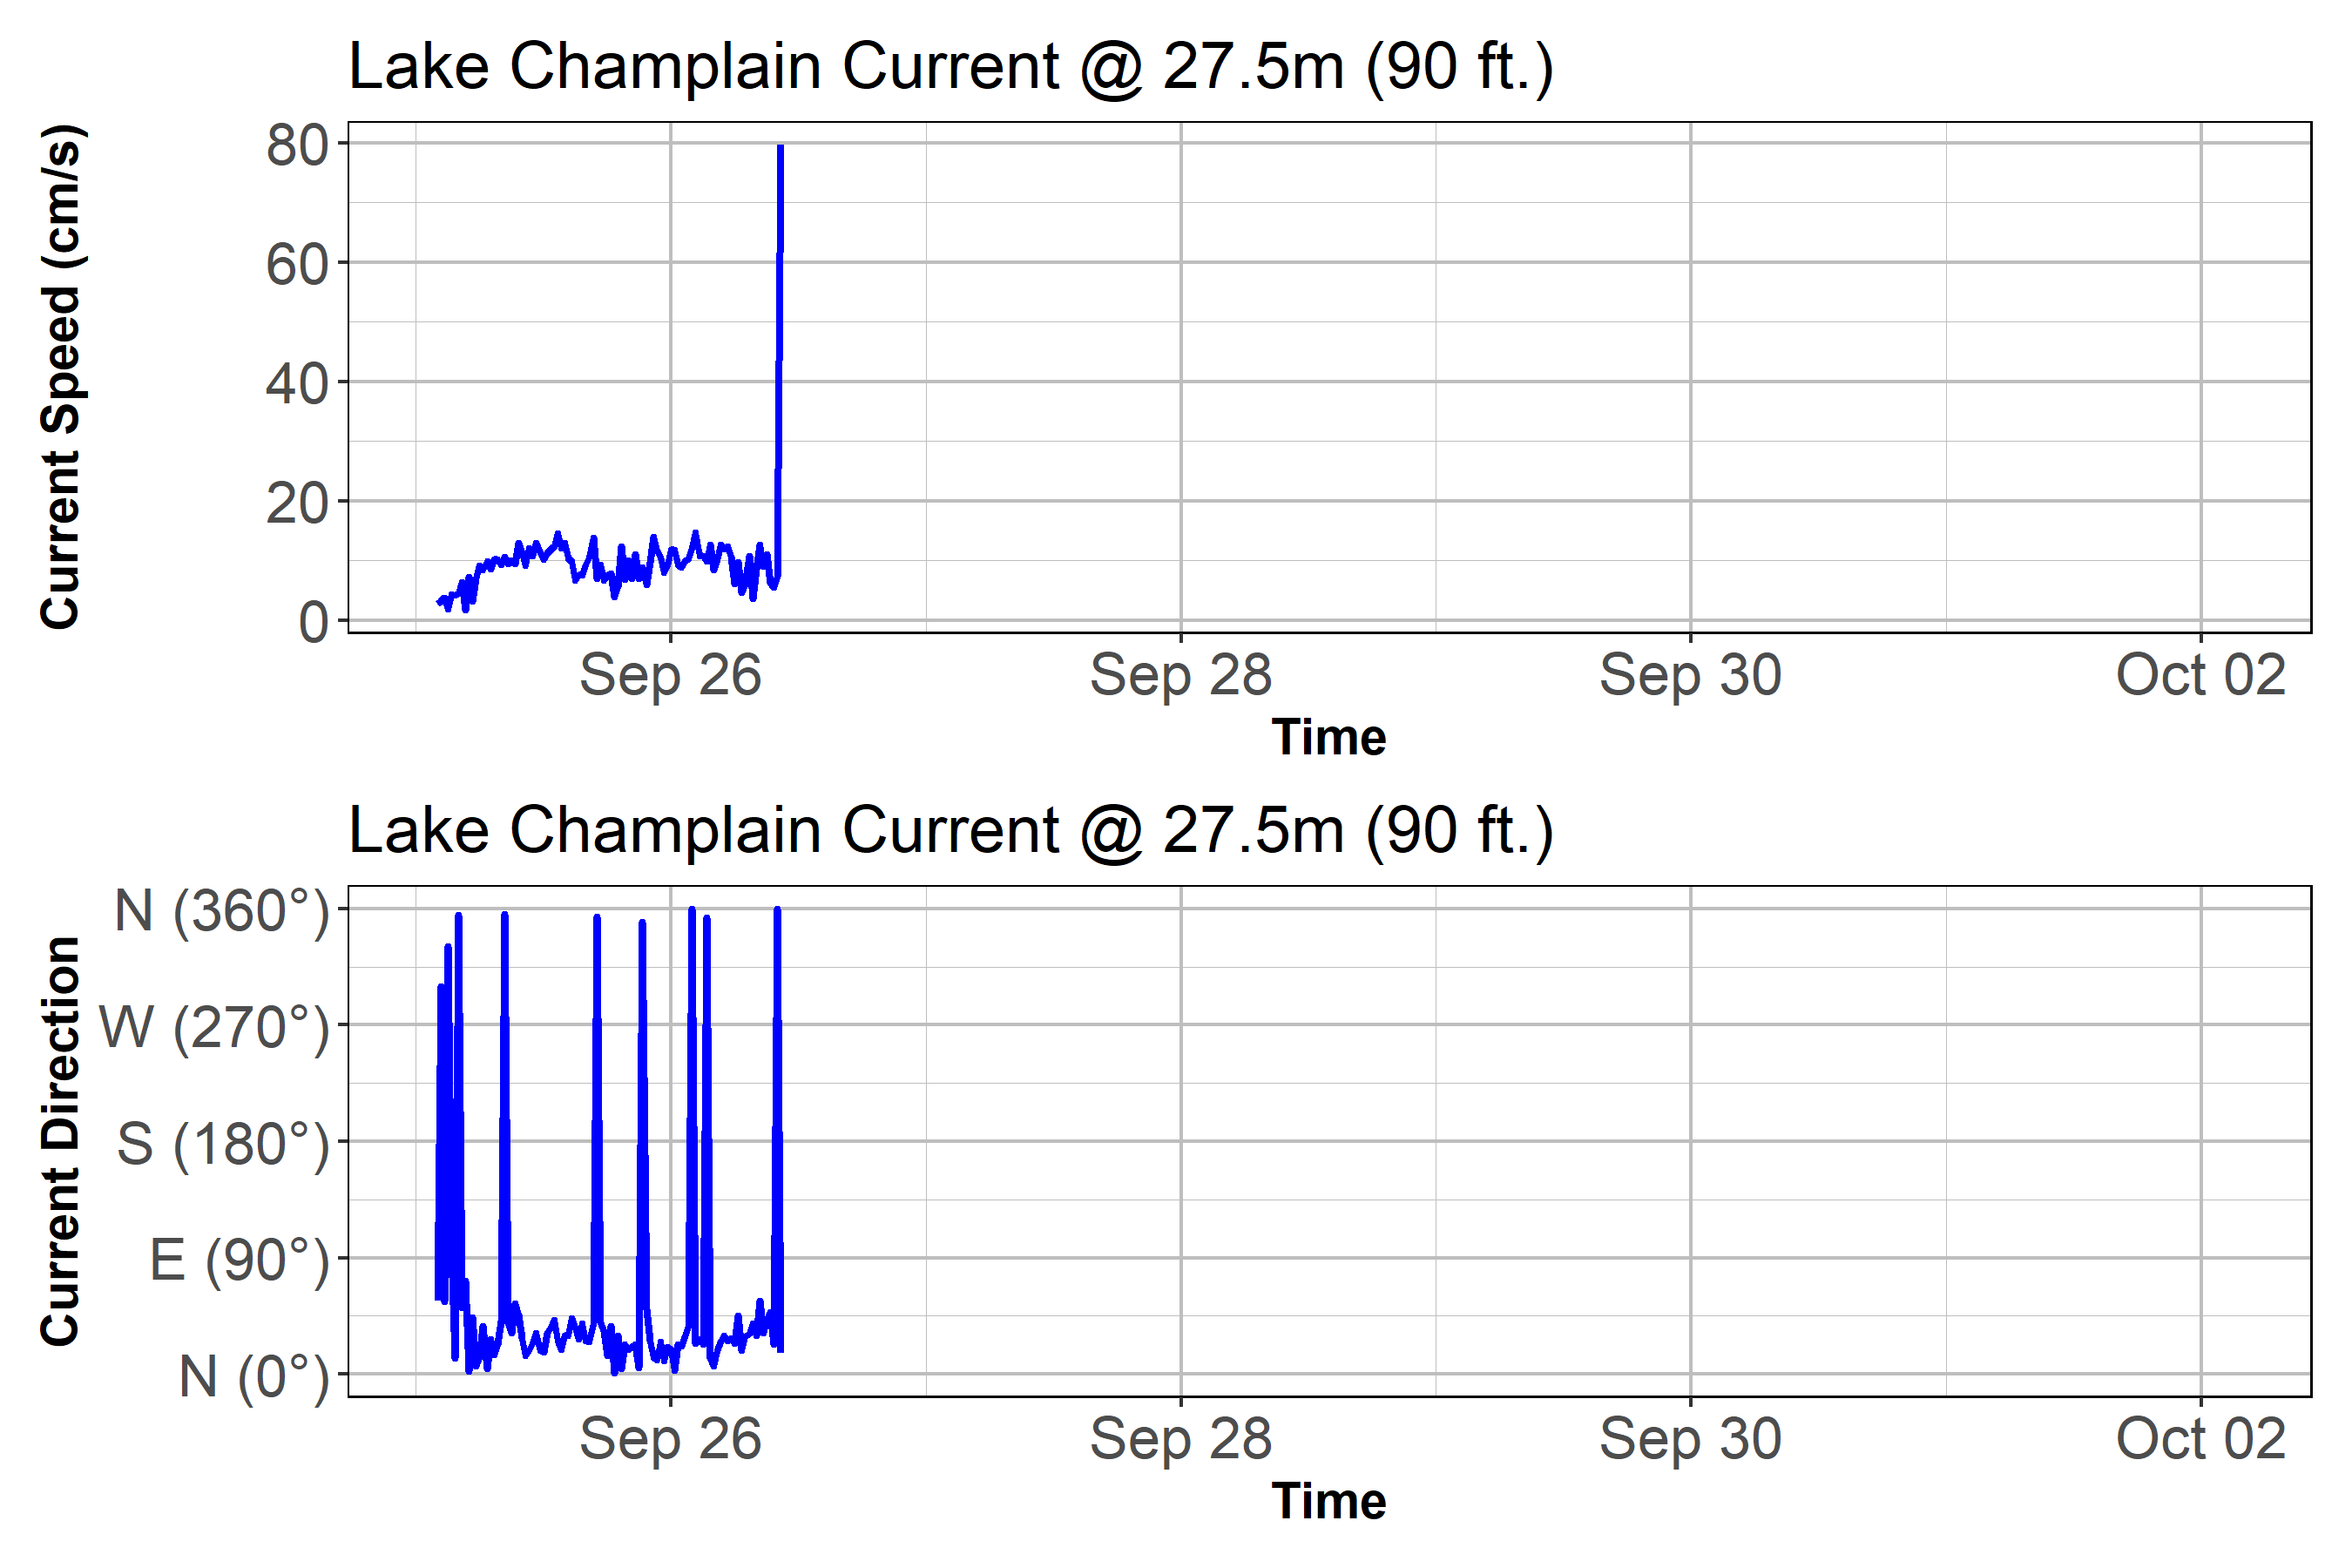 Lake Champlain Current @ 27.5m (90 ft.)
Current Speed (cm/s)
80
60
40
20
0
Sep 26 Sep 28 Sep 30 Oct 02
Time
Lake Champlain Current @ 27.5m (90 ft.)
Current Direction
N (360°)
W (270°)
S (180°)
E (90°)
N (0°)
Sep 26 Sep 28 Sep 30 Oct 02
Time